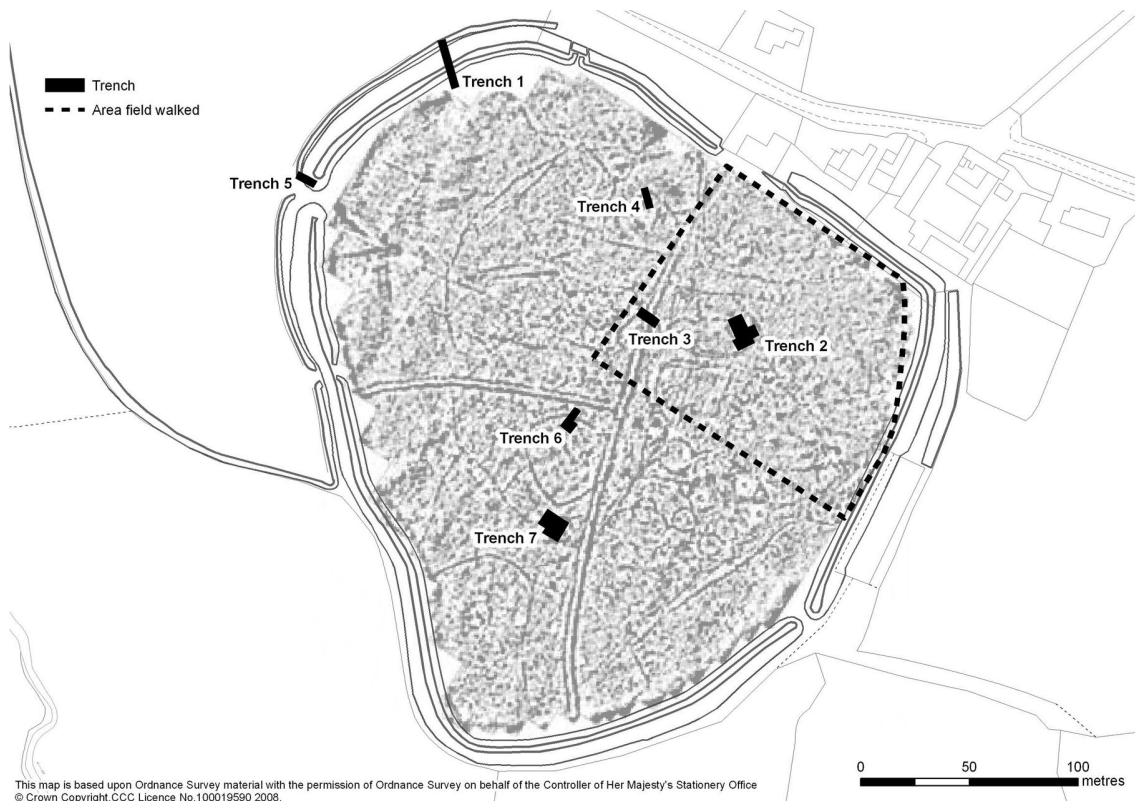 Trench
Area field walked
Trench 1
Trench 5
Trench 4
Trench 3
Trench 2
Trench 6
Trench 7
0 50 100
metres
This map is based upon Ordnance Survey material with the permission of Ordnance Survey on behalf of the Controller of Her Majesty's Stationery Office
© Crown Copyright.CCC Licence No.100019590 2008.